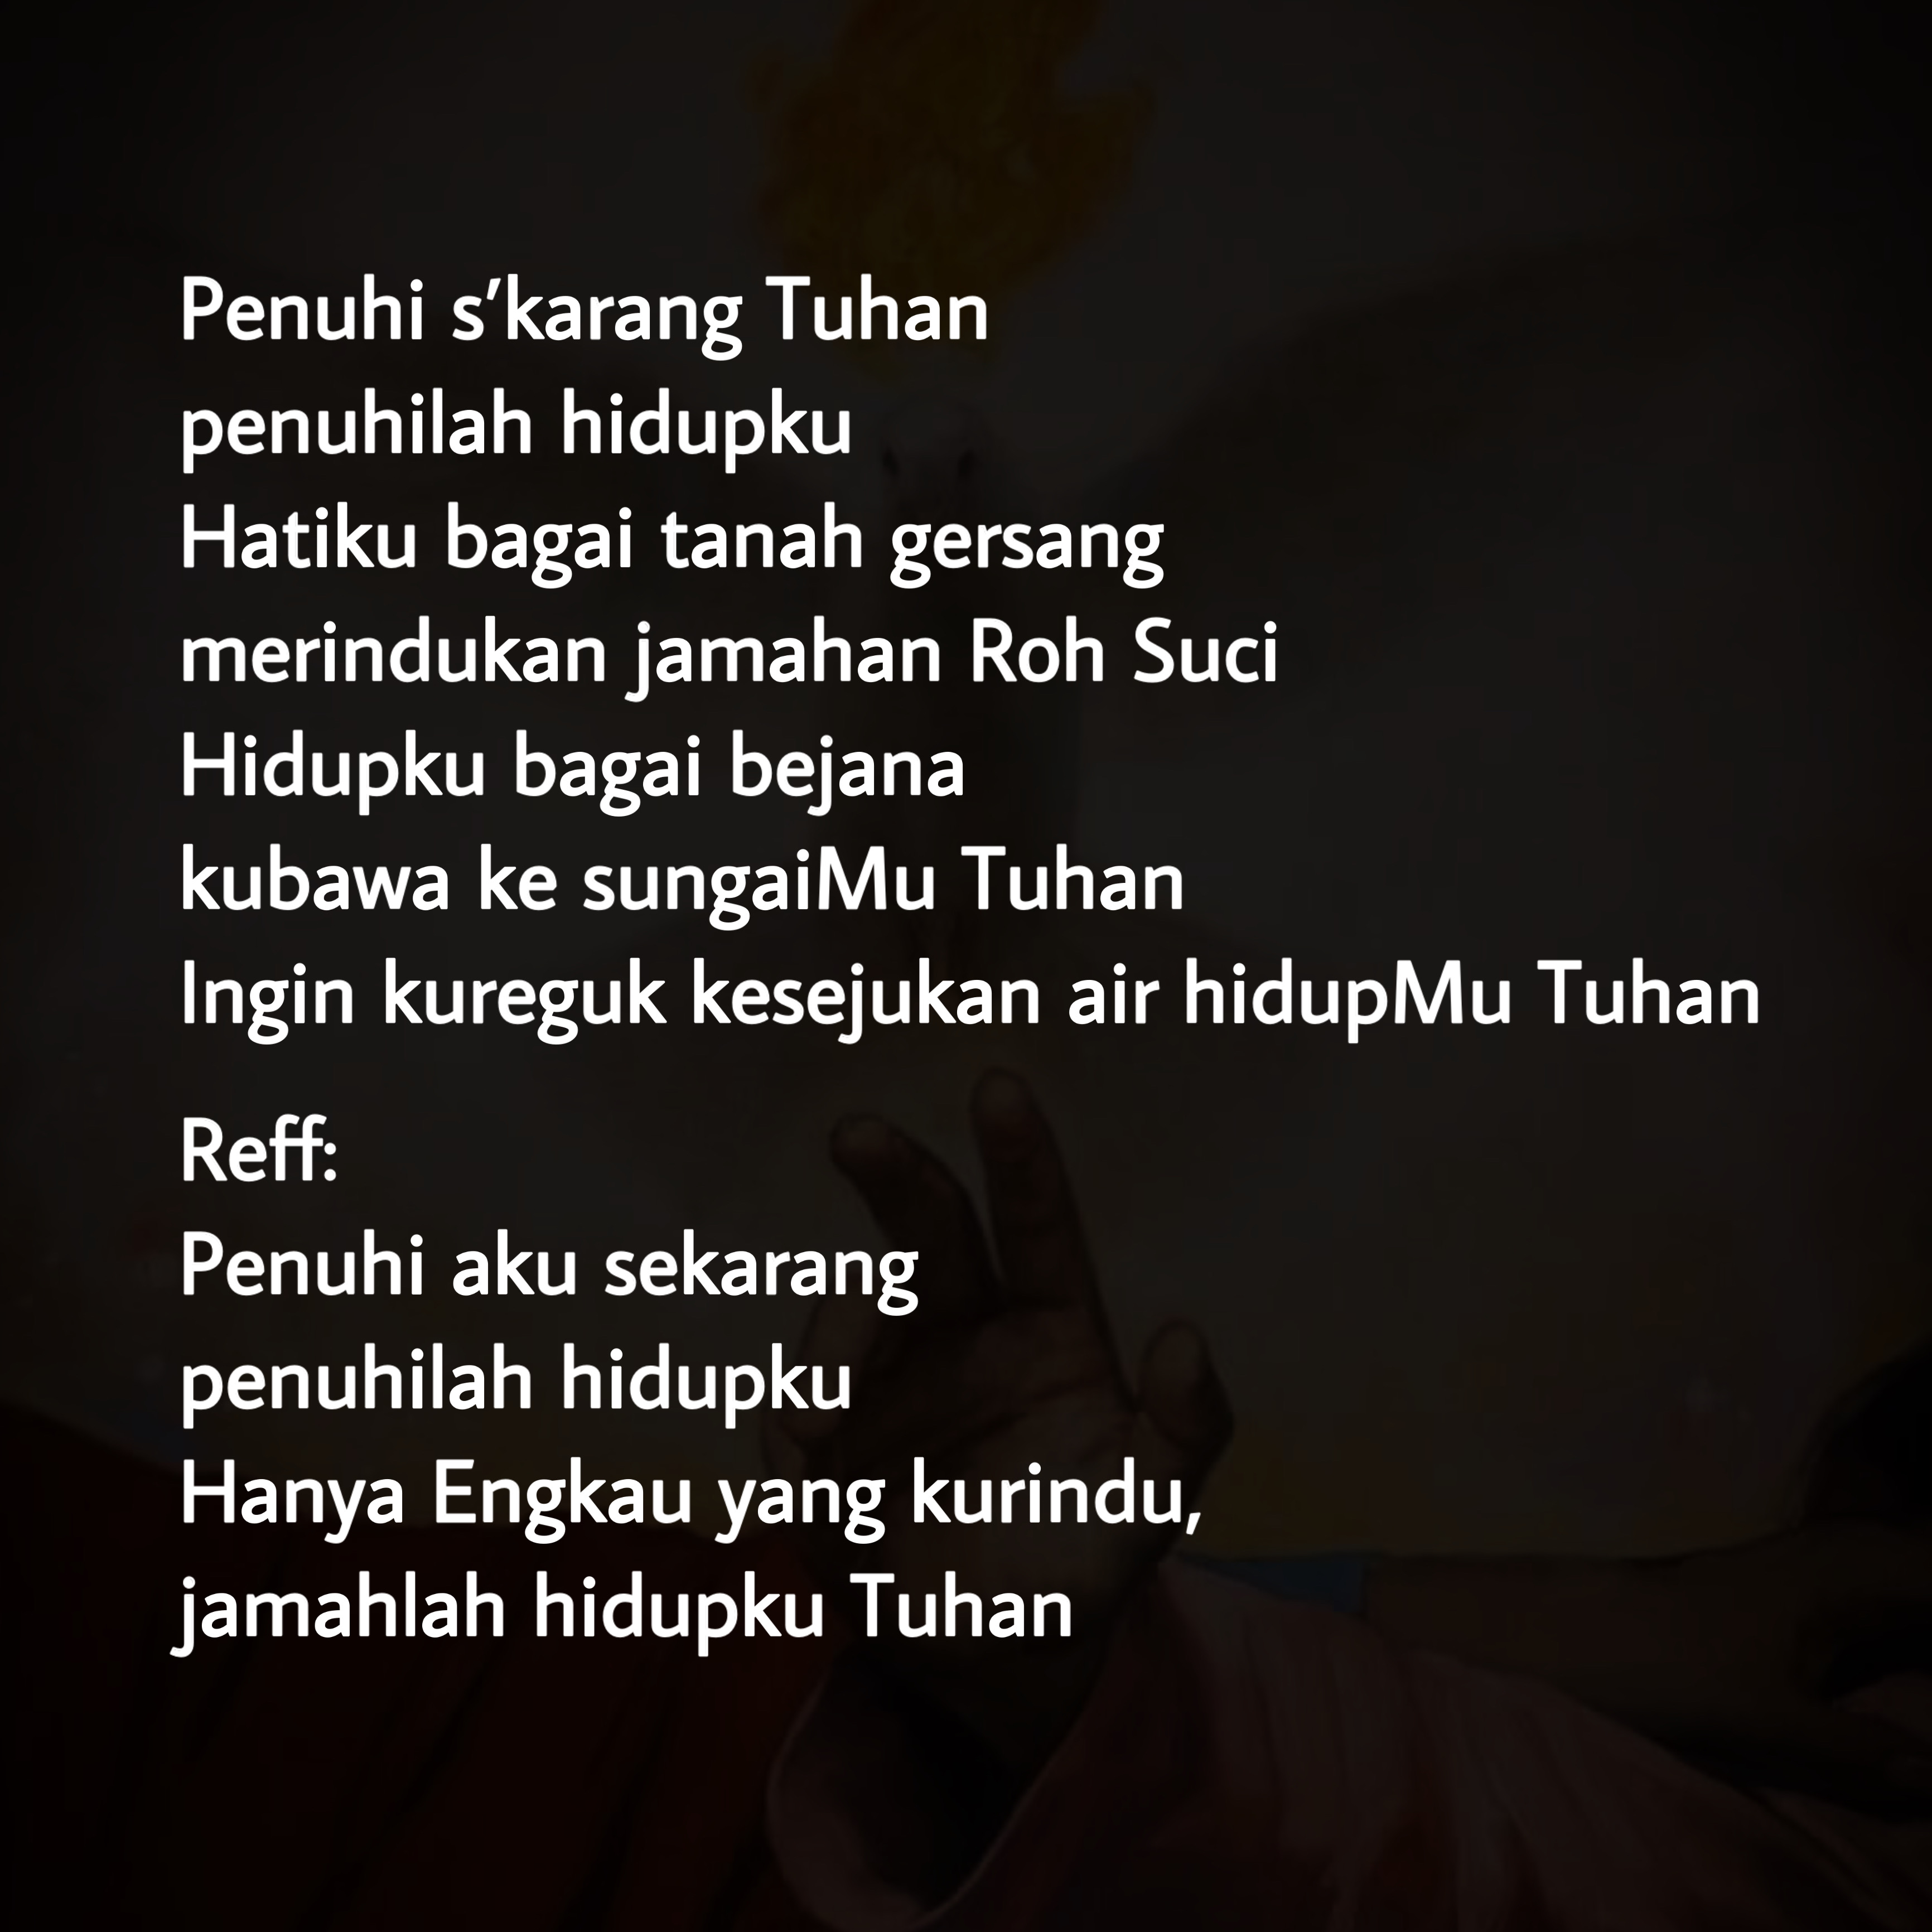 Penuhi s'karang Tuhan
penuhilah hidupku
Hatiku bagai tanah gersang
merindukan jamahan Roh Suci
Hidupku bagai bejana
kubawa ke sungaiMu Tuhan
Ingin kureguk kesejukan air hidupMu Tuhan
Reff:
Penuhi aku sekarang
penuhilah hidupku
Hanya Engkau yang kurindu,
jamahlah hidupku Tuhan